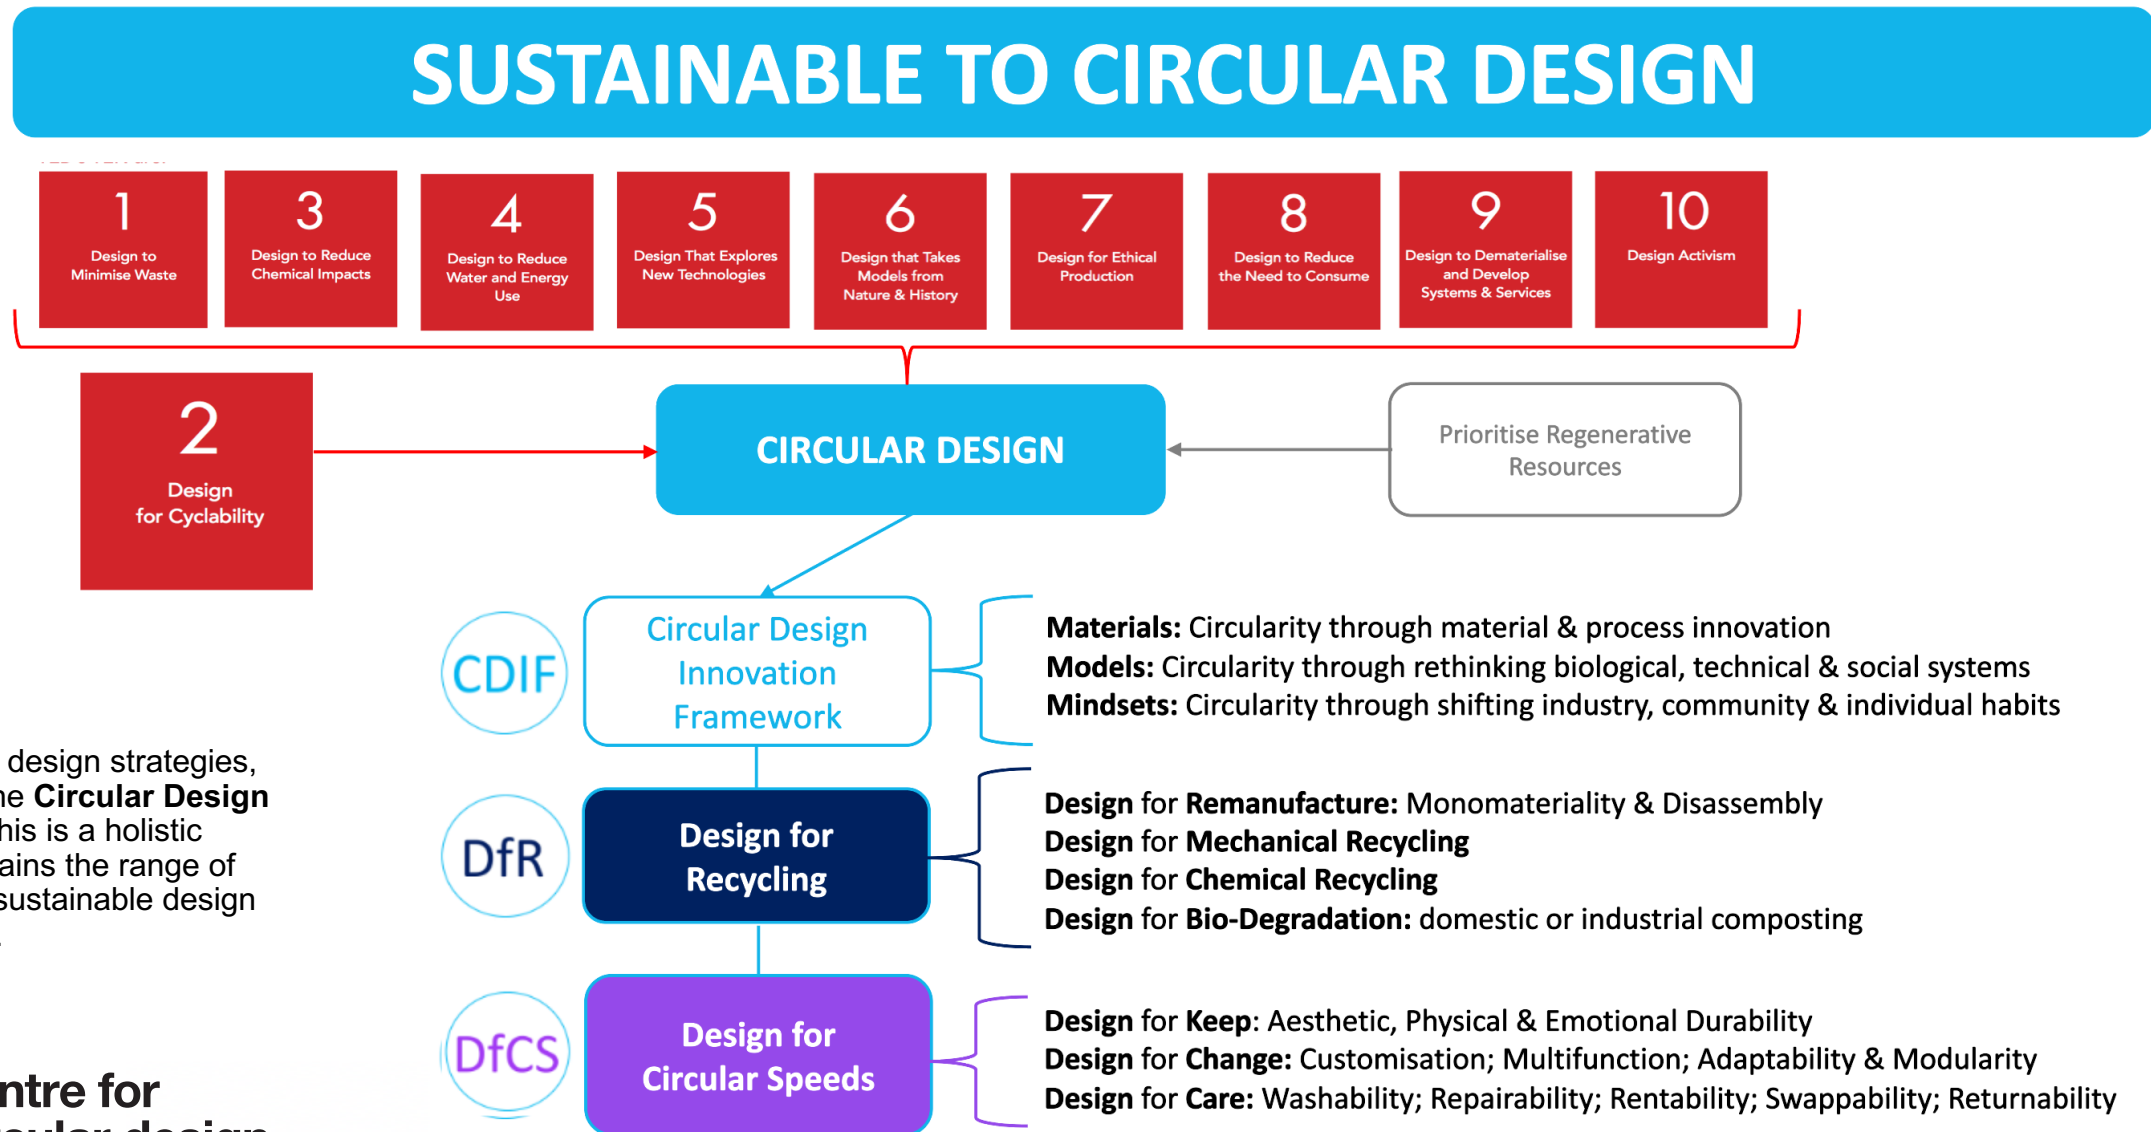 SUSTAINABLE TO CIRCULAR DESIGN
1
Design to
Minimise Waste
3
Design to Reduce
Chemical Impacts
4
Design to Reduce
Water and Energy
Use
5
Design That Explores
New Technologies
6
Design that Takes
Models from
Nature & History
7
Design for Ethical
Production
8
Design to Reduce
the Need to Consume
9
Design to Dematerialise
and Develop
Systems & Services
10
Design Activism
2
Design
for Cyclability
CIRCULAR DESIGN
Prioritise Regenerative
Resources
CDIF
Circular Design
Innovation
Framework
Materials: Circularity through material & process innovation
Models: Circularity through rethinking biological, technical & social systems
Mindsets: Circularity through shifting industry, community & individual habits
design strategies,
Circular Design
is a holistic
the range of
sustainable design
DfR
Design for
Recycling
Design for Remanufacture: Monomateriality & Disassembly
Design for Mechanical Recycling
Design for Chemical Recycling
Design for Bio-Degradation: domestic or industrial composting
DfCS
Design for
Circular Speeds
Design for Keep: Aesthetic, Physical & Emotional Durability
Design for Change: Customisation; Multifunction; Adaptability & Modularity
Design for Care: Washability; Repairability; Rentability; Swappability; Returnability
ntre for